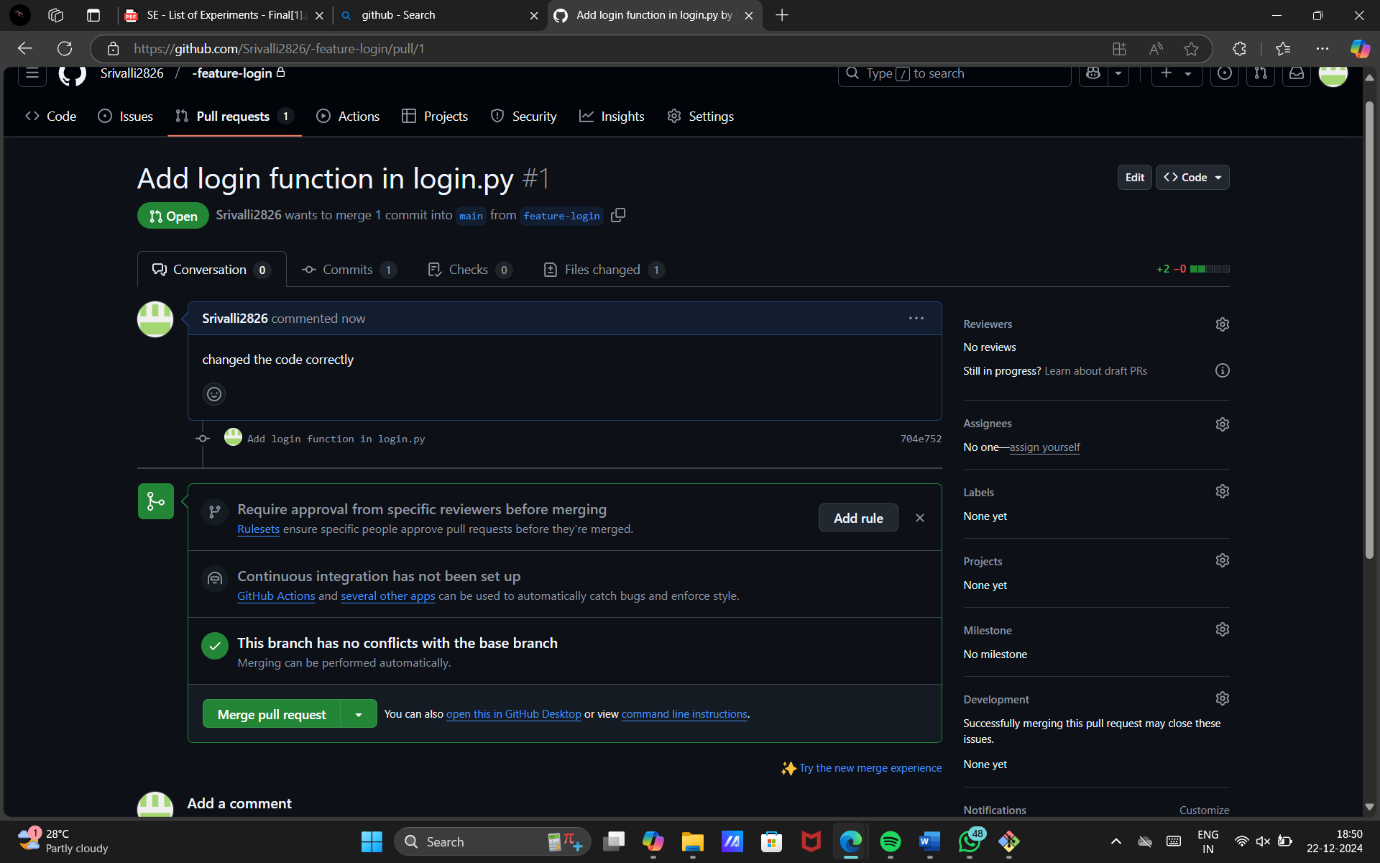 SE - List of Experiments - Final[1].
github - Search
Add login function in login.py by
https://github.com/Srivalli2826/-feature-login/pull/1
Srivalli2826 / -feature-login
Type / to search
Code
Issues
Pull requests 1
Actions
Projects
Security
Insights
Settings
Add login function in login.py #1
Edit
<> Code
Open
Srivalli2826 wants to merge 1 commit into main from feature-login
Conversation 0
Commits 1
Checks 0
Files changed 1
+2 −0
Srivalli2826 commented now
changed the code correctly
Add login function in login.py
704e752
Require approval from specific reviewers before merging
Rulesets ensure specific people approve pull requests before they're merged.
Add rule
Continuous integration has not been set up
GitHub Actions and several other apps can be used to automatically catch bugs and enforce style.
This branch has no conflicts with the base branch
Merging can be performed automatically.
Merge pull request
You can also open this in GitHub Desktop or view command line instructions.
Try the new merge experience
Add a comment
Reviewers
No reviews
Still in progress? Learn about draft PRs
Assignees
No one—assign yourself
Labels
None yet
Projects
None yet
Milestone
No milestone
Development
Successfully merging this pull request may close these
issues.
None yet
Notifications
Customize
1
28°C
Partly cloudy
Search
48
ENG
IN
18:50
22-12-2024